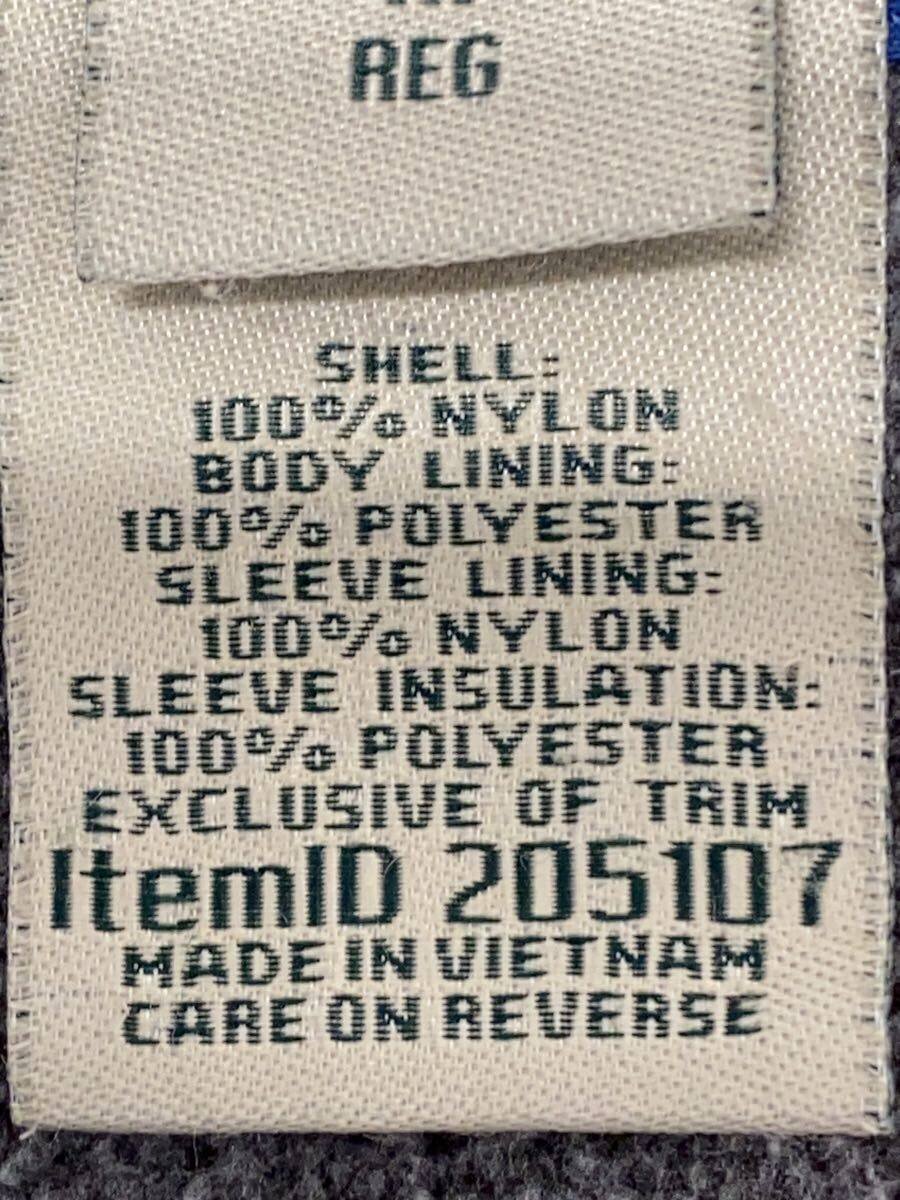 REG
SHELL:
100% NYLON
BODY LINING:
100% POLYESTER
SLEEVE LINING:
100% NYLON
SLEEVE INSULATION:
100% POLYESTER
EXCLUSIVE OF TRIM
ItemID 205107
MADE IN VIETNAM
CARE ON REVERSE